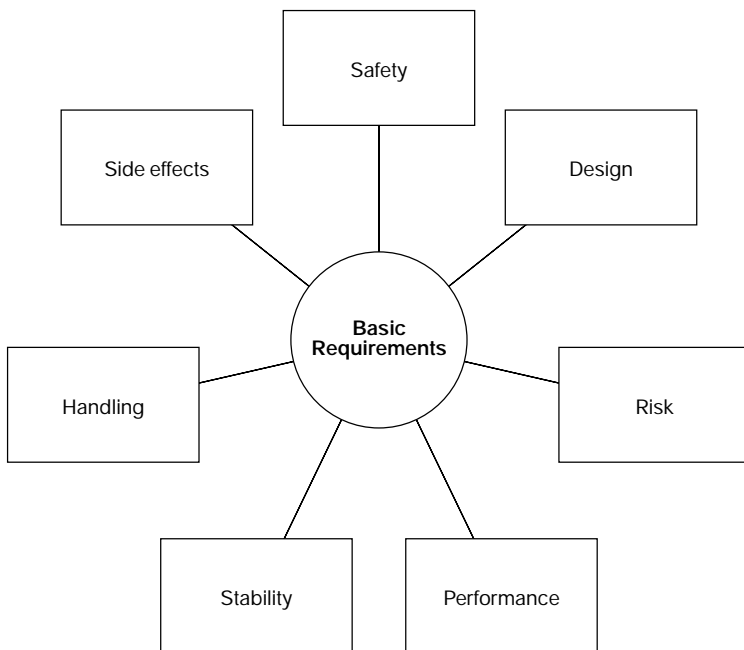 Safety
Side effects
Design
Basic
Requirements
Handling
Risk
Stability
Performance